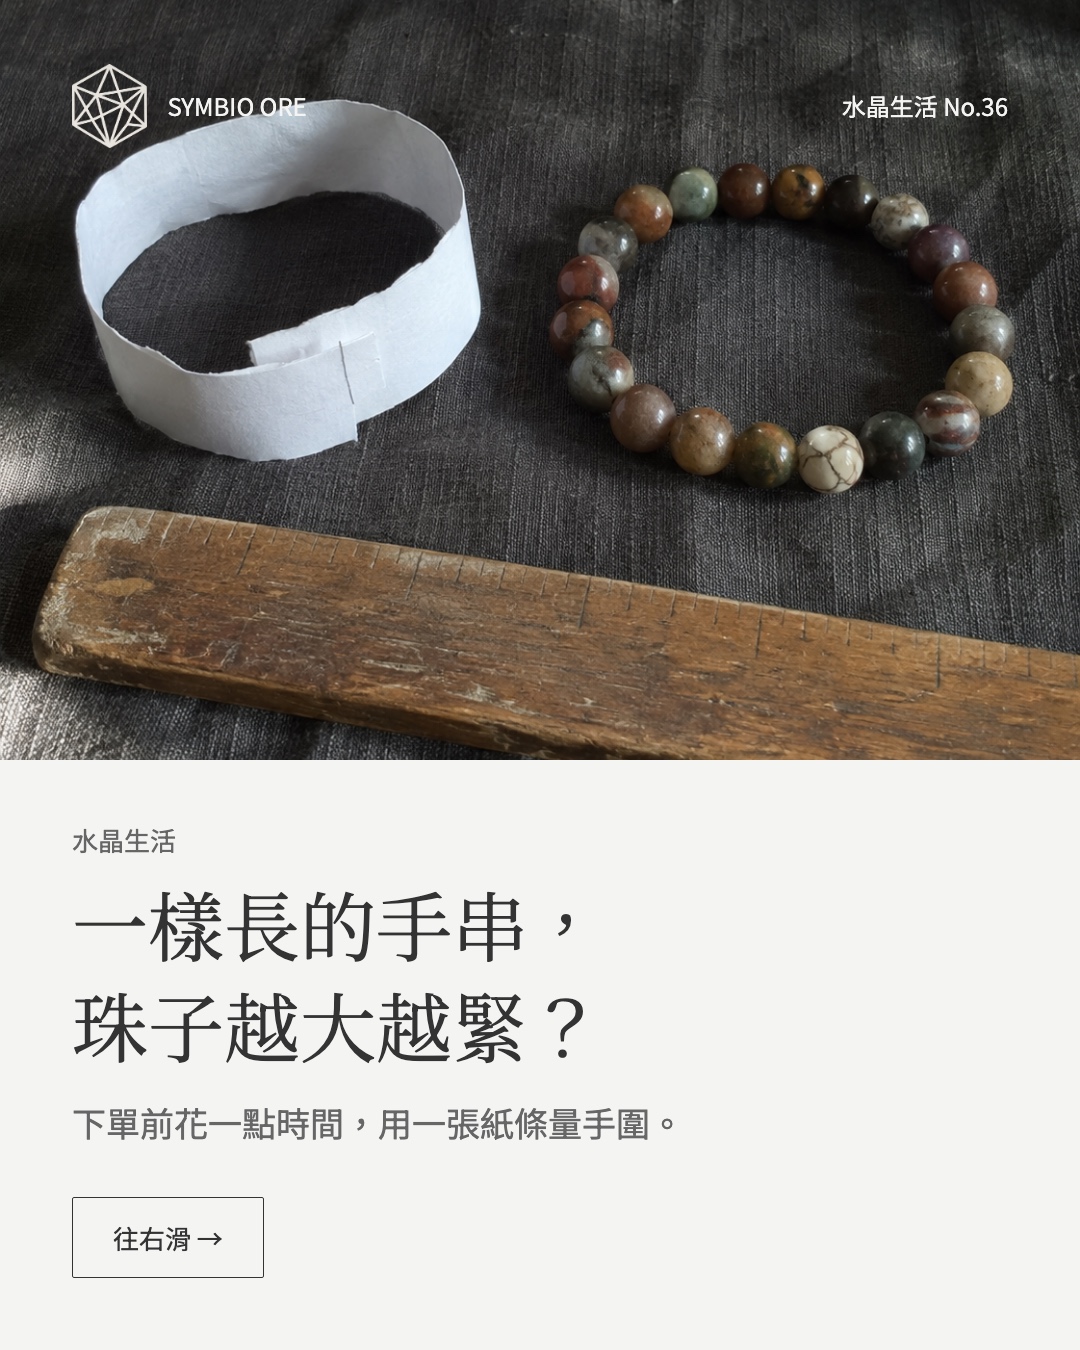 SYMBIO ORE
水晶生活 No.36
水晶生活
一樣長的手串，
珠子越大越緊？
下單前花一點時間，用一張紙條量手圍。
往右滑 →